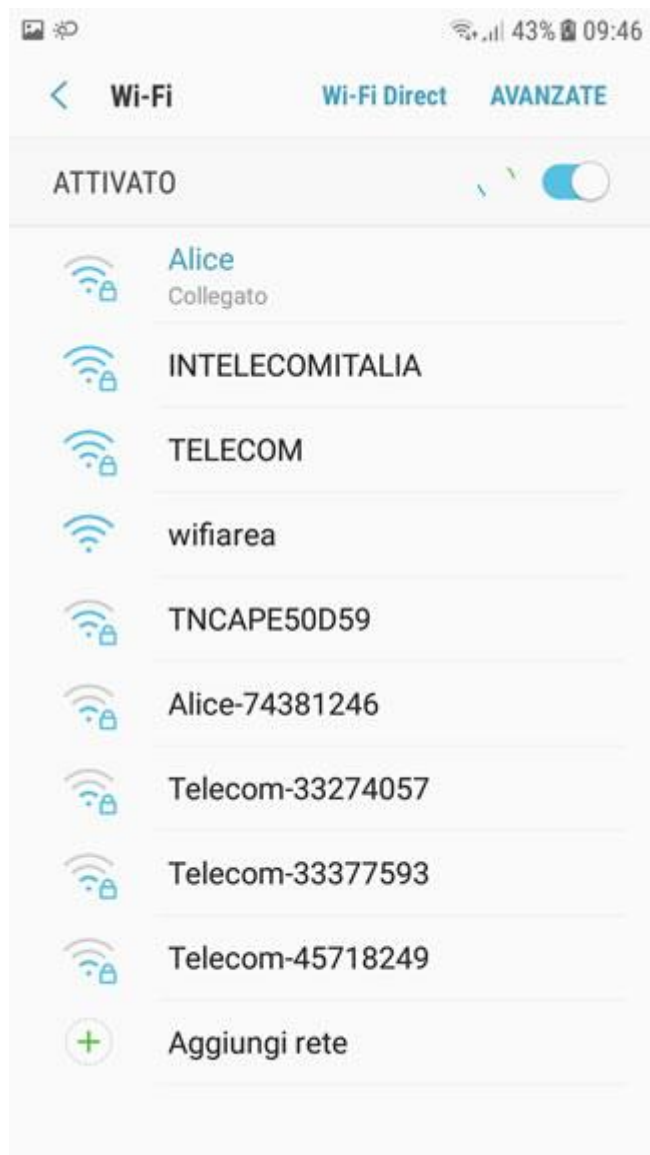 43% 09:46
Wi-Fi Wi-Fi Direct AVANZATE
ATTIVATO
Alice
Collegato
INTELECOMITALIA
TELECOM
wifiarea
TNCAPE50D59
Alice-74381246
Telecom-33274057
Telecom-33377593
Telecom-45718249
Aggiungi rete